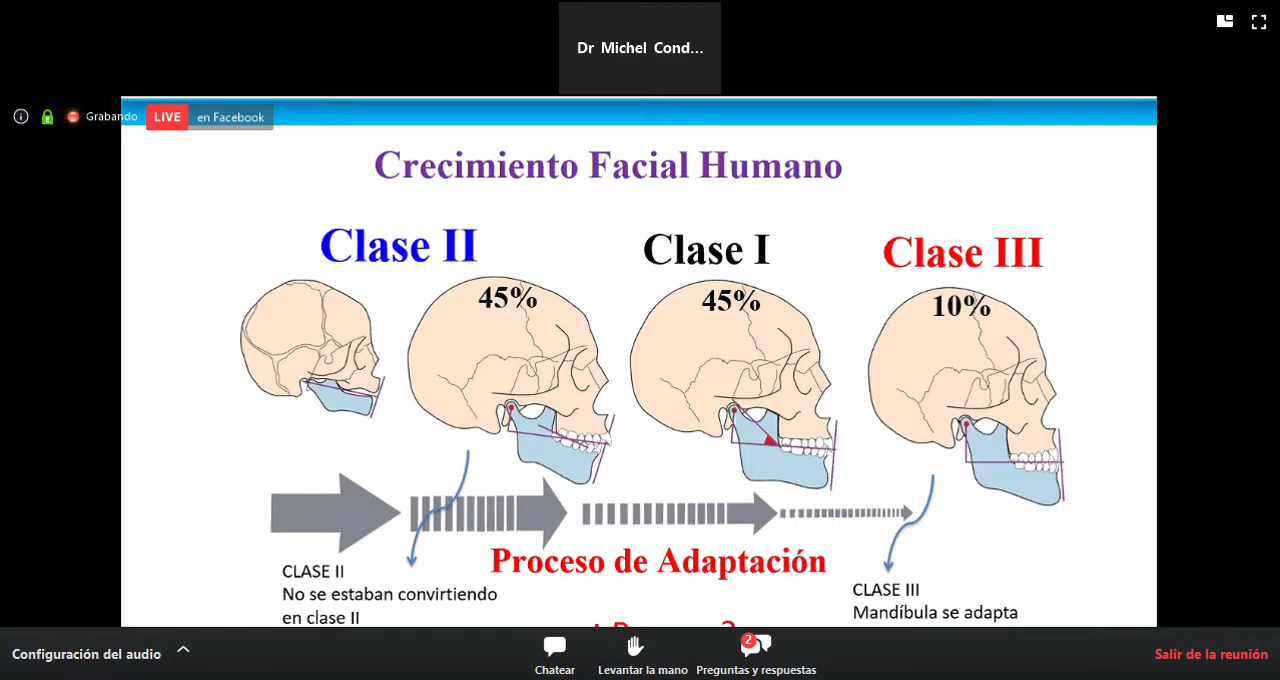 Dr Michel Cond...
Grabando
LIVE en Facebook
Crecimiento Facial Humano
Clase II
Clase I
Clase III
45%
45%
10%
Proceso de Adaptación
CLASE II
No se estaban convirtiendo
en clase II
CLASE III
Mandíbula se adapta
Configuración del audio
Chatear
Levantar la mano
2
Preguntas y respuestas
Salir de la reunión